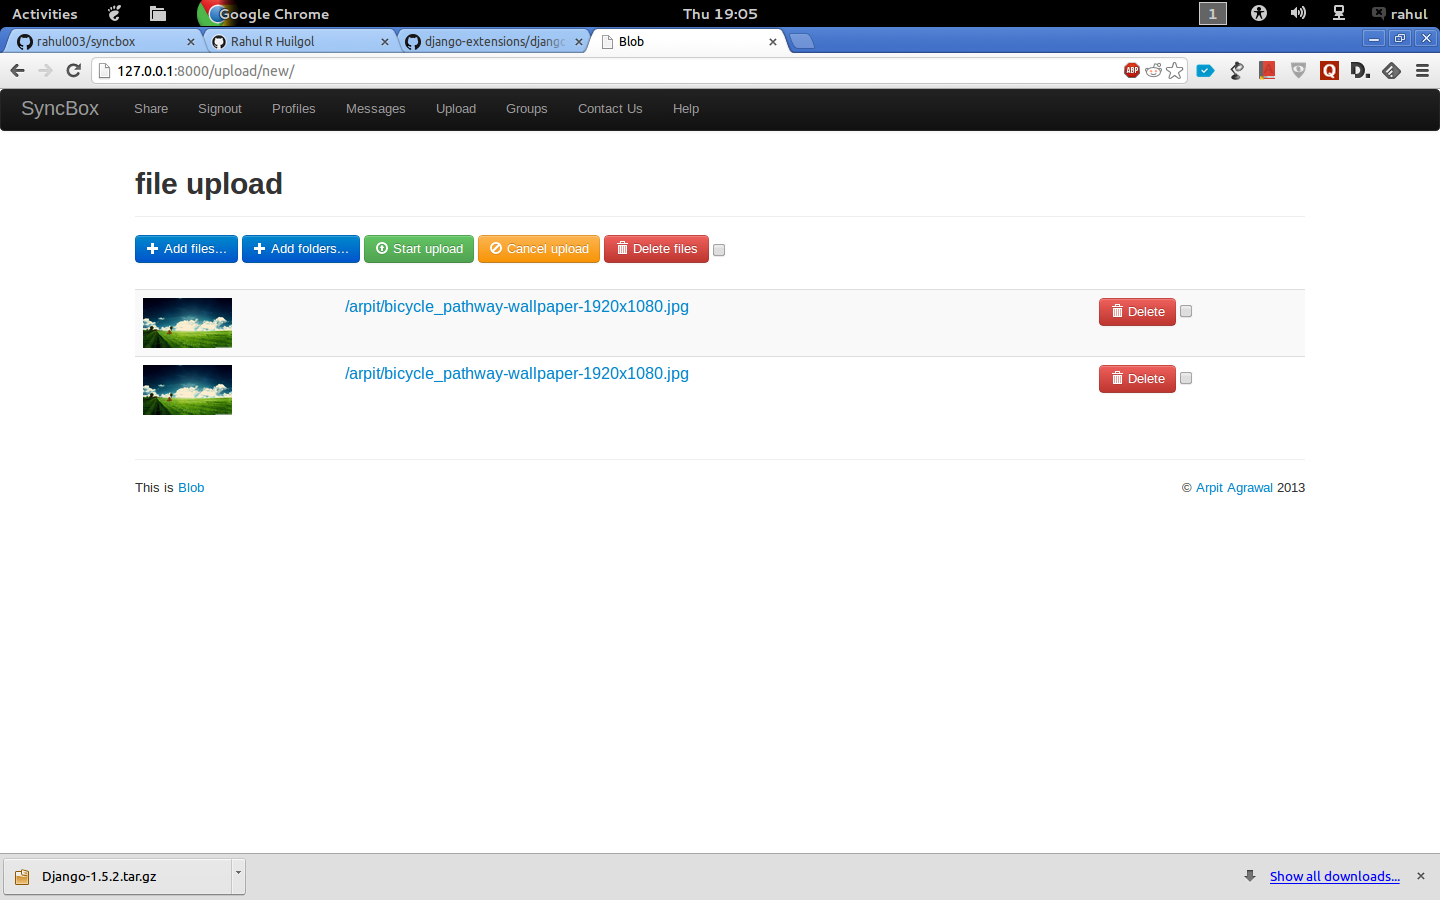 Activities Google Chrome Thu 19:05 1 rahul
rahul003/syncbox Rahul R Huilgol django-extensions/django Blob
127.0.0.1:8000/upload/new/ ABP A Q D.
SyncBox Share Signout Profiles Messages Upload Groups Contact Us Help
file upload
Add files... Add folders... Start upload Cancel upload Delete files
/arpit/bicycle_pathway-wallpaper-1920x1080.jpg Delete
/arpit/bicycle_pathway-wallpaper-1920x1080.jpg Delete
This is Blob © Arpit Agrawal 2013
Django-1.5.2.tar.gz Show all downloads...